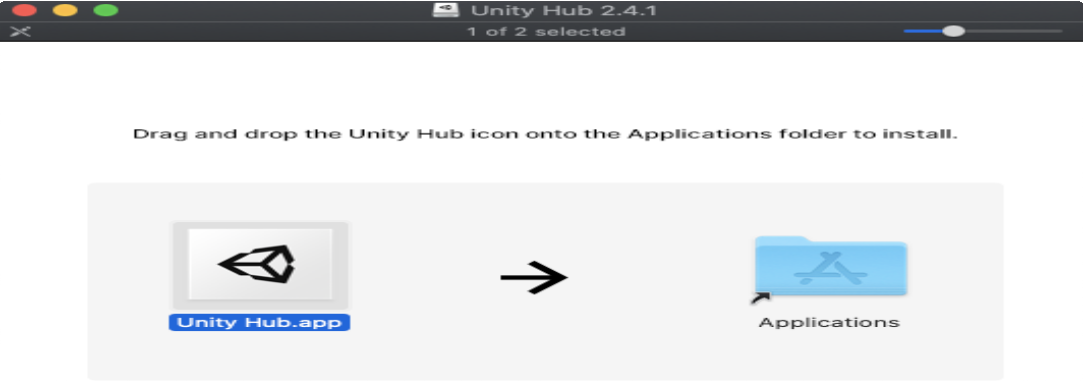 Unity Hub 2.4.1
1 of 2 selected
Drag and drop the Unity Hub icon onto the Applications folder to install.
Unity Hub.app
Applications